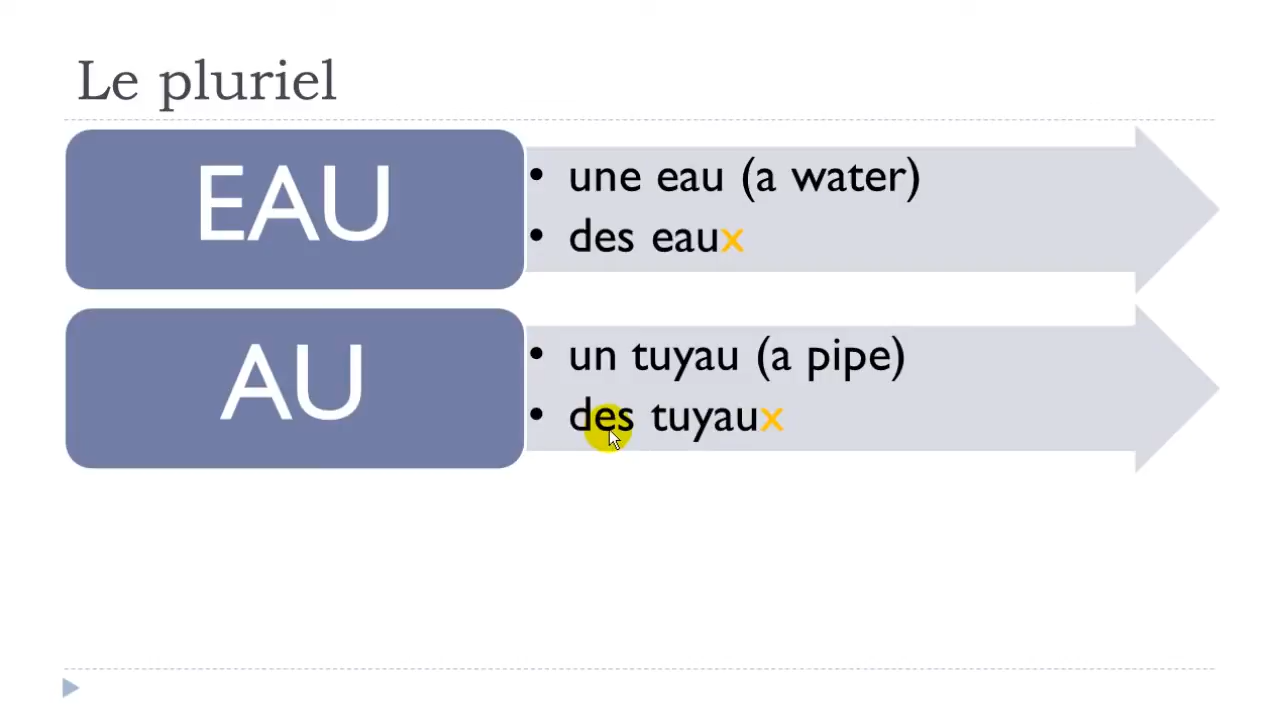 Le pluriel
EAU
• une eau (a water)
• des eaux
AU
• un tuyau (a pipe)
• des tuyaux